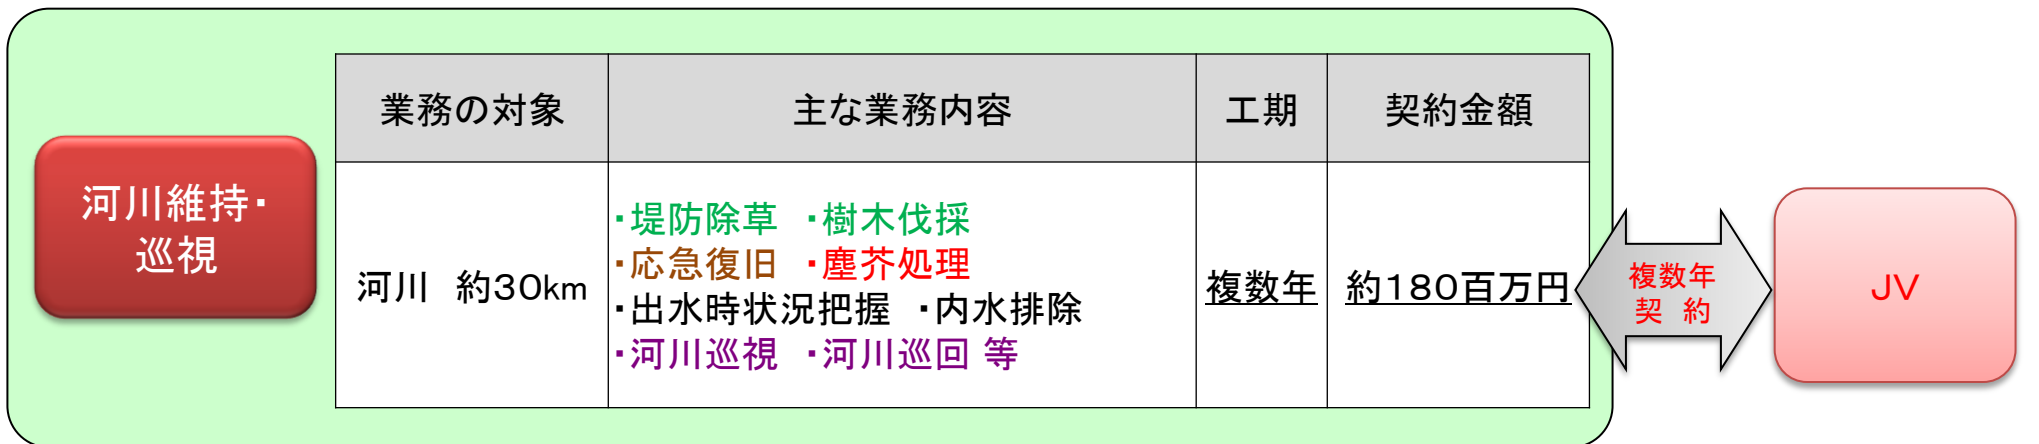 業務の対象 主な業務内容 工期 契約金額
河川維持・
巡視
河川 約30km
・堤防除草 ・樹木伐採
・応急復旧 ・塵芥処理
・出水時状況把握 ・内水排除
・河川巡視 ・河川巡回 等
複数年
約180百万円
複数年
契 約
JV